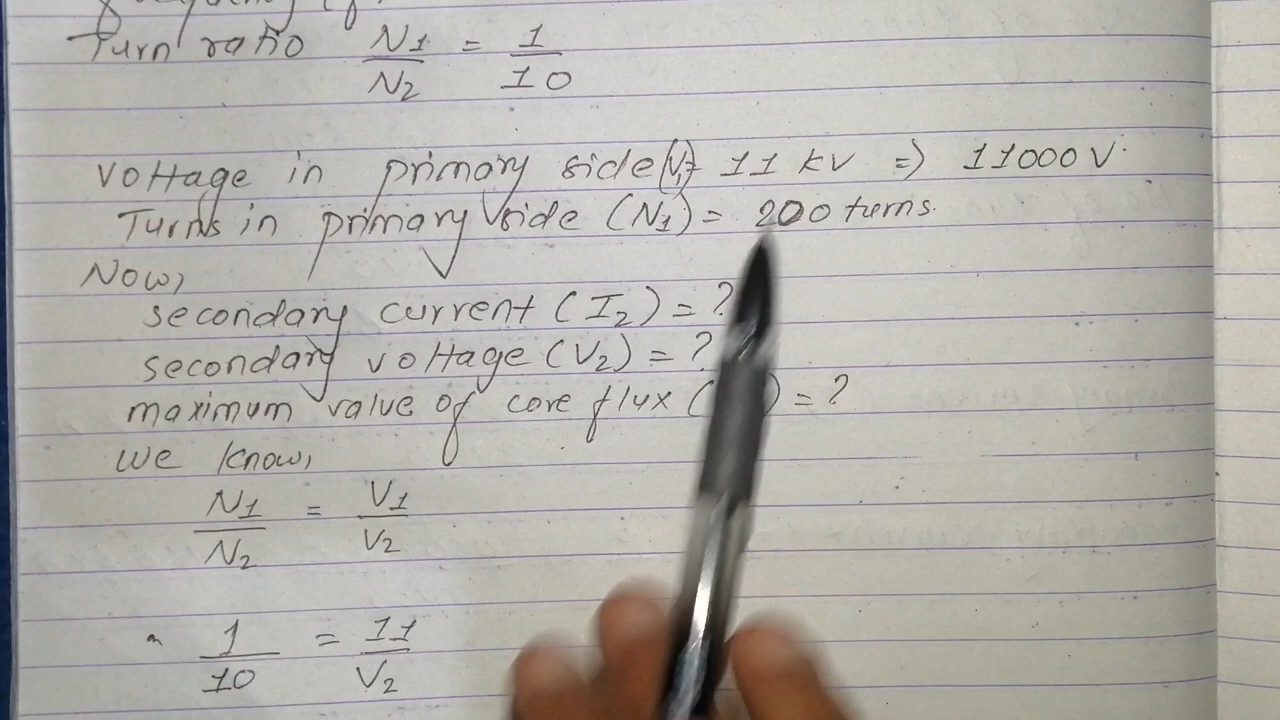 Turn ratio N1/N2 = 1/10
Voltage in primary side(V1)= 11 kV => 11000 V.
Turns in primary side (N1) = 200 turns.
Now,
secondary current (I2) = ?
secondary voltage (V2) = ?
maximum value of core flux ( ) = ?
We know,
N1/N2 = V1/V2
1/10 = 11/V2